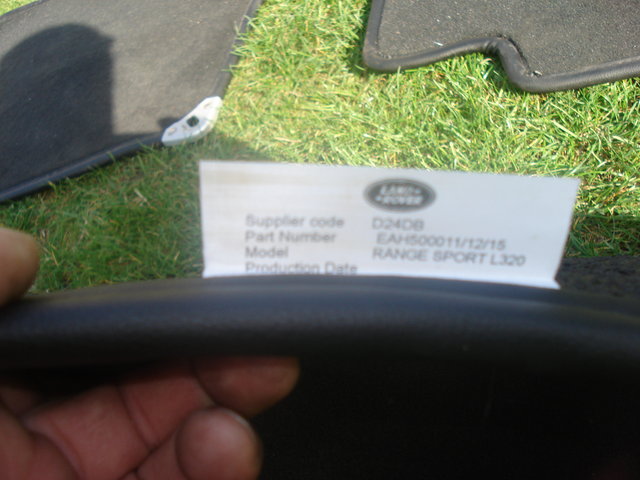 LAND ROVER
Supplier code D24DB
Part Number EAH500011/12/15
Model RANGE SPORT L320
Production Date